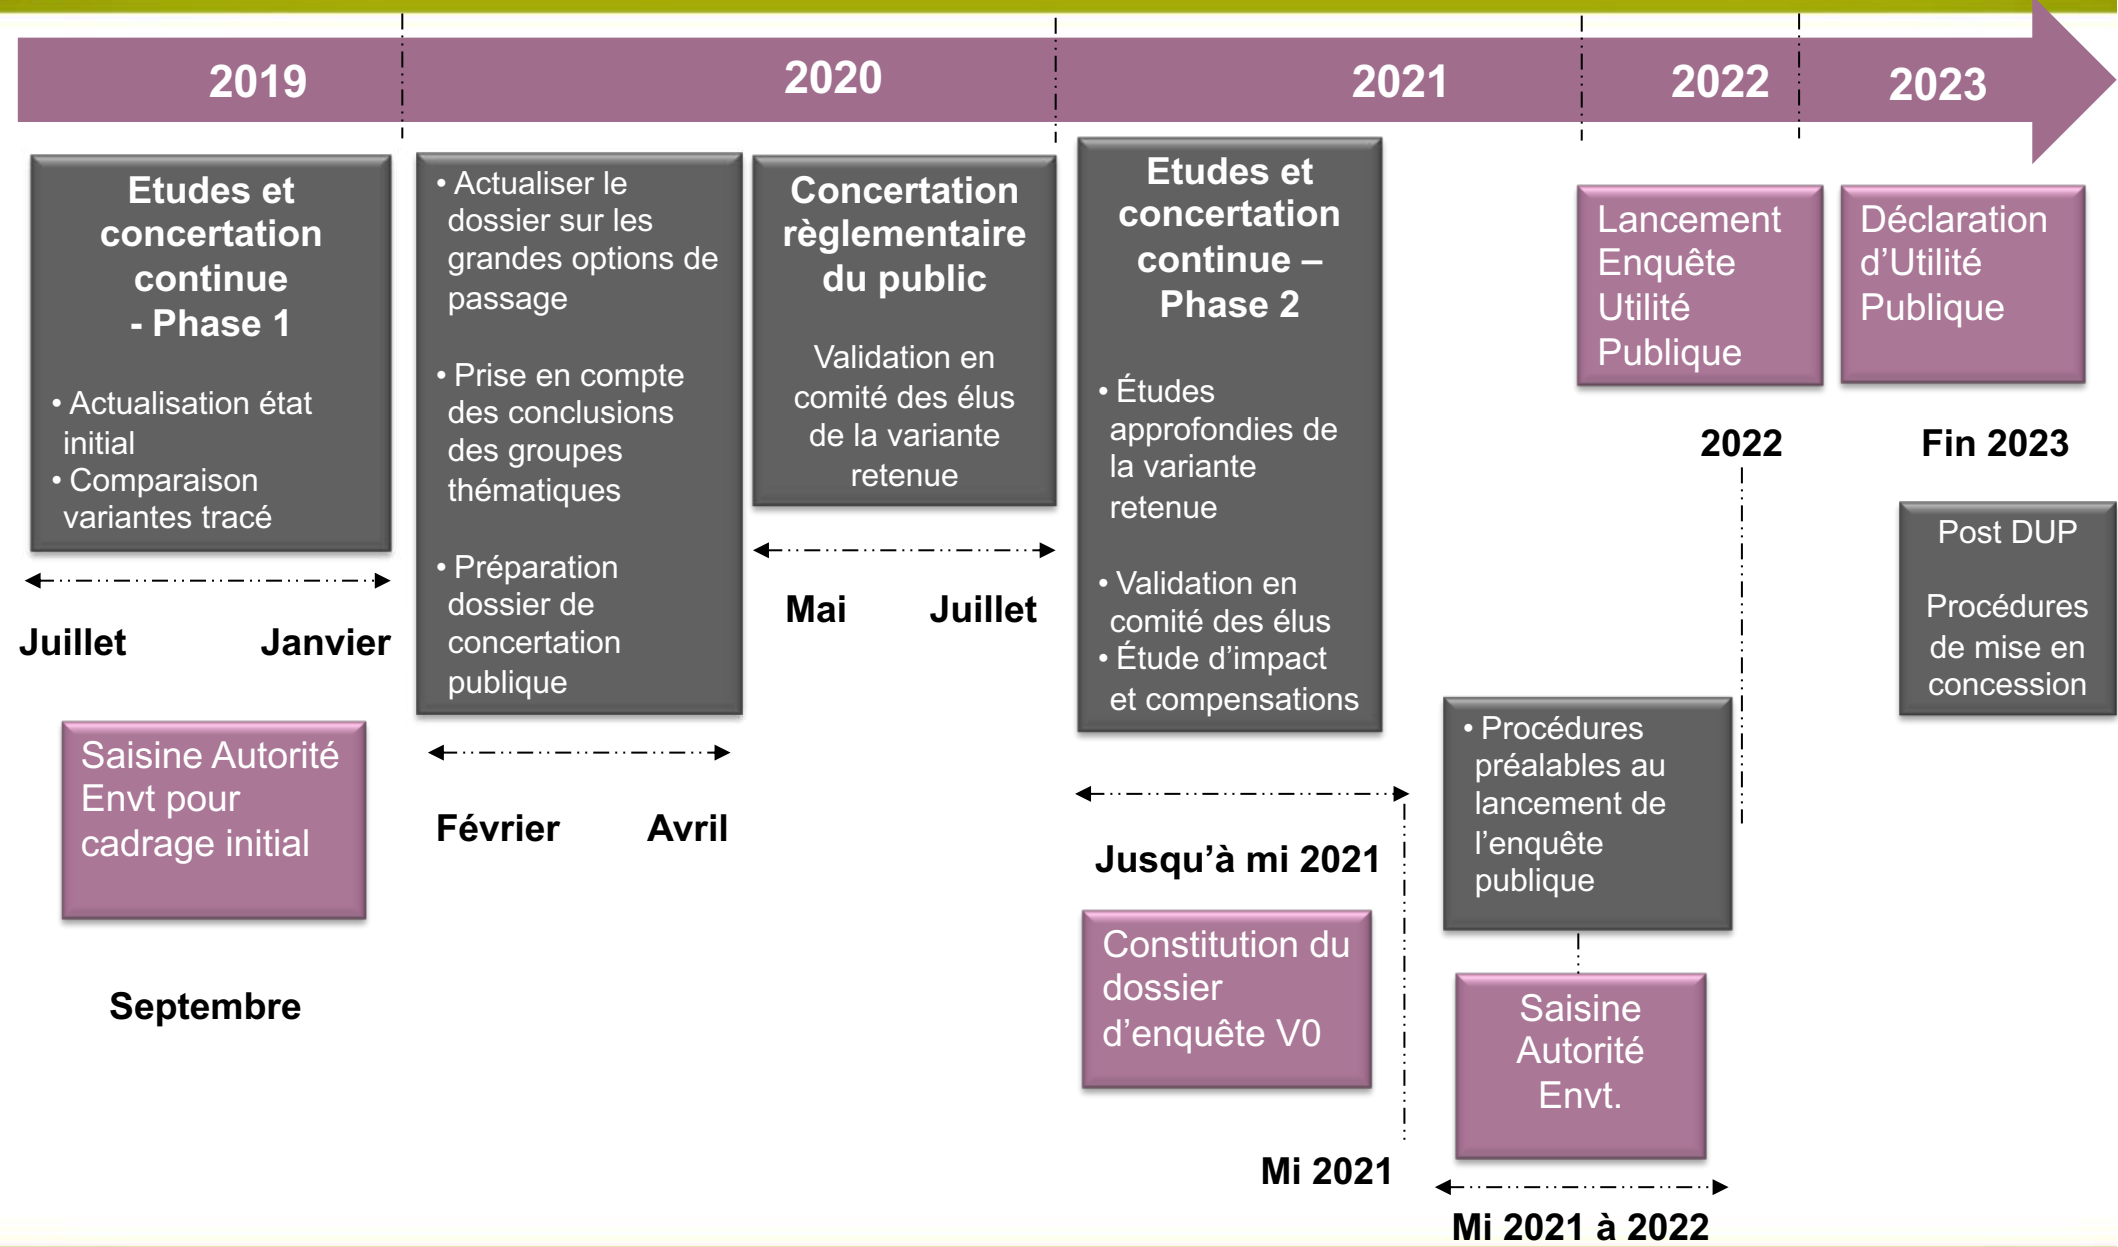 2019
2020
2021
2022
2023
Etudes et
concertation
continue
- Phase 1
• Actualisation état
initial
• Comparaison
variantes tracé
Juillet
Janvier
Saisine Autorité
Envt pour
cadrage initial
Septembre
• Actualiser le
dossier sur les
grandes options de
passage
• Prise en compte
des conclusions
des groupes
thématiques
• Préparation
dossier de
concertation
publique
Février
Avril
Concertation
règlementaire
du public
Validation en
comité des élus
de la variante
retenue
Mai
Juillet
Etudes et
concertation
continue –
Phase 2
• Études
approfondies de
la variante
retenue
• Validation en
comité des élus
• Étude d’impact
et compensations
Jusqu’à mi 2021
Constitution du
dossier
d’enquête V0
Mi 2021
• Procédures
préalables au
lancement de
l’enquête
publique
Saisine
Autorité
Envt.
Mi 2021 à 2022
Lancement
Enquête
Utilité
Publique
2022
Déclaration
d’Utilité
Publique
Fin 2023
Post DUP
Procédures
de mise en
concession